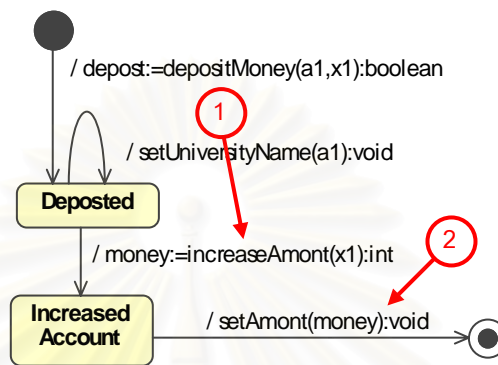 / depost:=depositMoney(a1,x1):boolean
1
/ setUniversityName(a1):void
Deposted
/ money:=increaseAmont(x1):int
2
Increased
Account
/ setAmont(money):void